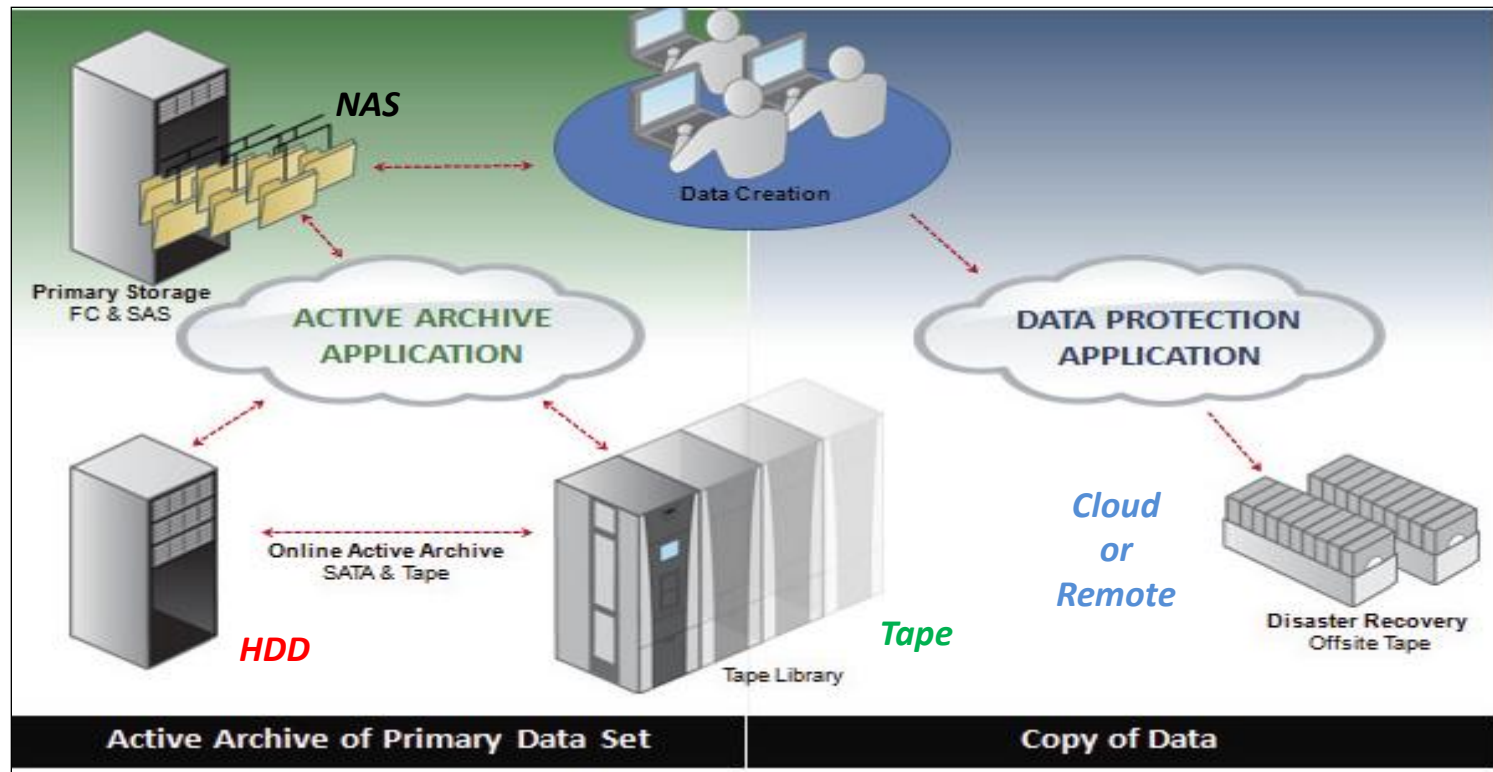 NAS
Data Creation
Primary Storage
FC & SAS
ACTIVE ARCHIVE
APPLICATION
DATA PROTECTION
APPLICATION
Online Active Archive
SATA & Tape
HDD
Tape
Tape Library
Cloud
or
Remote
Disaster Recovery
Offsite Tape
Active Archive of Primary Data Set
Copy of Data